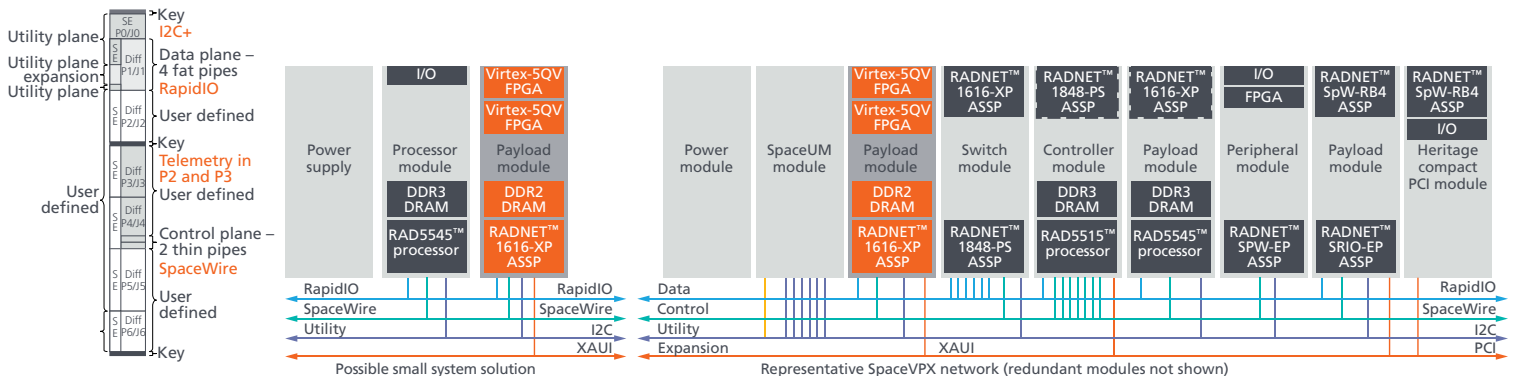 Key
SE
P0/J0
I2C+
Utility plane
SE
Diff
P1/J1
Data plane –
4 fat pipes
RapidIO
Utility plane
expansion
Utility plane
SE
Diff
P2/J2
User defined
Key
Telemetry in
P2 and P3
User defined
SE
Diff
P3/J3
User
defined
SE
Diff
P4/J4
Control plane –
2 thin pipes
SpaceWire
SE
Diff
P5/J5
User
defined
SE
Diff
P6/J6
Key
Power
supply
I/O
Processor
module
DDR3
DRAM
RAD5545™
processor
Virtex-5QV
FPGA
Virtex-5QV
FPGA
Payload
module
DDR2
DRAM
RADNET™
1616-XP
ASSP
RapidIO
RapidIO
SpaceWire
SpaceWire
Utility
I2C
XAUI
Possible small system solution
Power
module
SpaceUM
module
Virtex-5QV
FPGA
Virtex-5QV
FPGA
Payload
module
DDR2
DRAM
RADNET™
1616-XP
ASSP
RADNET™
1616-XP
ASSP
Switch
module
RADNET™
1848-PS
ASSP
RADNET™
1848-PS
ASSP
Controller
module
DDR3
DRAM
RAD5515™
processor
RADNET™
1616-XP
ASSP
Payload
module
DDR3
DRAM
RAD5545™
processor
I/O
FPGA
Peripheral
module
RADNET™
SPW-EP
ASSP
RADNET™
SpW-RB4
ASSP
Payload
module
RADNET™
SRIO-EP
ASSP
RADNET™
SpW-RB4
ASSP
I/O
Heritage
compact
PCI module
Data
RapidIO
Control
SpaceWire
Utility
I2C
Expansion
XAUI
PCI
Representative SpaceVPX network (redundant modules not shown)